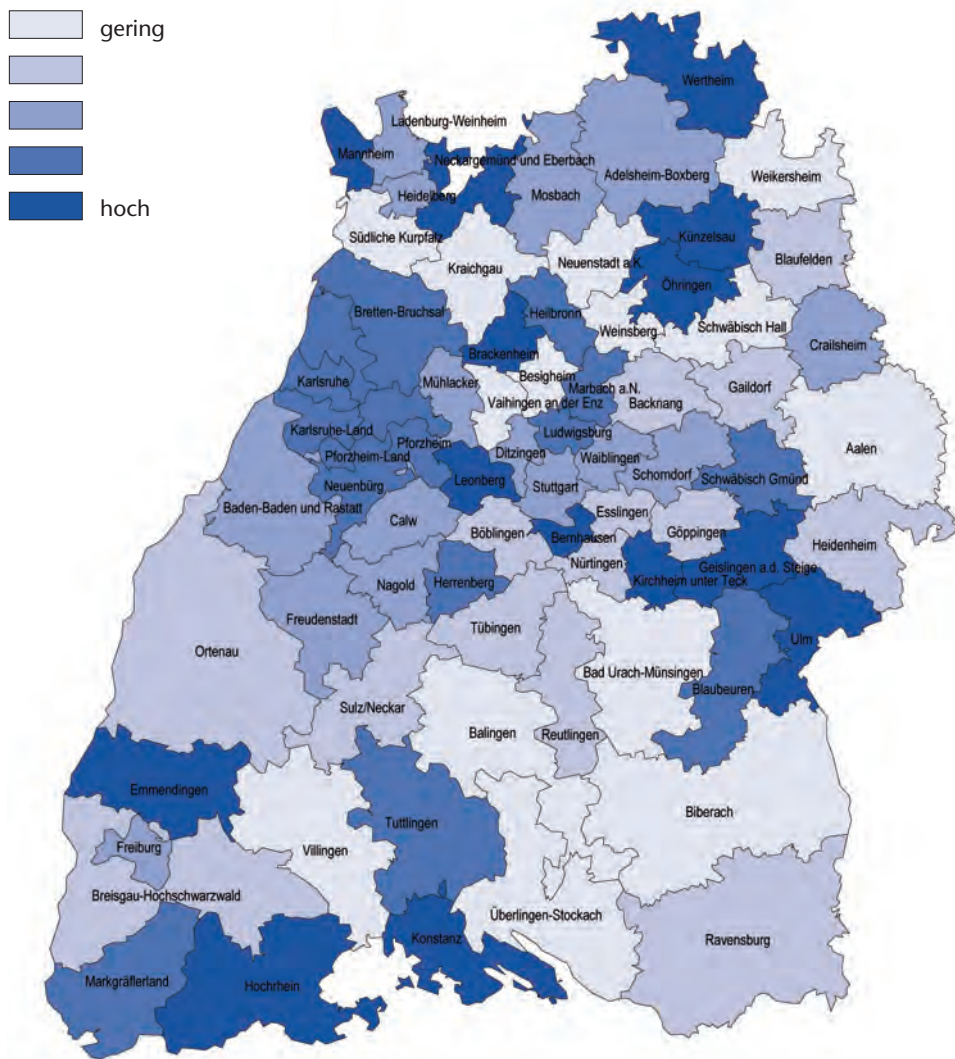 gering
hoch
Wertheim
Ladenburg-Weinheim
Mannheim
Neckargemünd und Eberbach
Adelsheim-Boxberg
Weikersheim
Heidelberg
Mosbach
Südliche Kurpfalz
Künzelsau
Kraichgau
Neuenstadt a.K.
Blaufelden
Öhringen
Bretten-Bruchsal
Heilbronn
Weinsberg
Schwäbisch Hall
Crailsheim
Brackenheim
Karlsruhe
Mühlacker
Besigheim
Marbach a.N.
Gaildorf
Vaihingen an der Enz
Backnang
Karlsruhe-Land
Pforzheim
Ludwigsburg
Aalen
Pforzheim-Land
Ditzingen
Waiblingen
Leonberg
Stuttgart
Schorndorf
Schwäbisch Gmünd
Neuenbürg
Baden-Baden und Rastatt
Calw
Böblingen
Esslingen
Göppingen
Bernhausen
Heidenheim
Nürtingen
Geislingen a.d. Steige
Nagold
Herrenberg
Kirchheim unter Teck
Freudenstadt
Tübingen
Ulm
Ortenau
Bad Urach-Münsingen
Blaubeuren
Sulz/Neckar
Balingen
Reutlingen
Emmendingen
Biberach
Tuttlingen
Freiburg
Villingen
Breisgau-Hochschwarzwald
Überlingen-Stockach
Konstanz
Ravensburg
Markgräflerland
Hochrhein